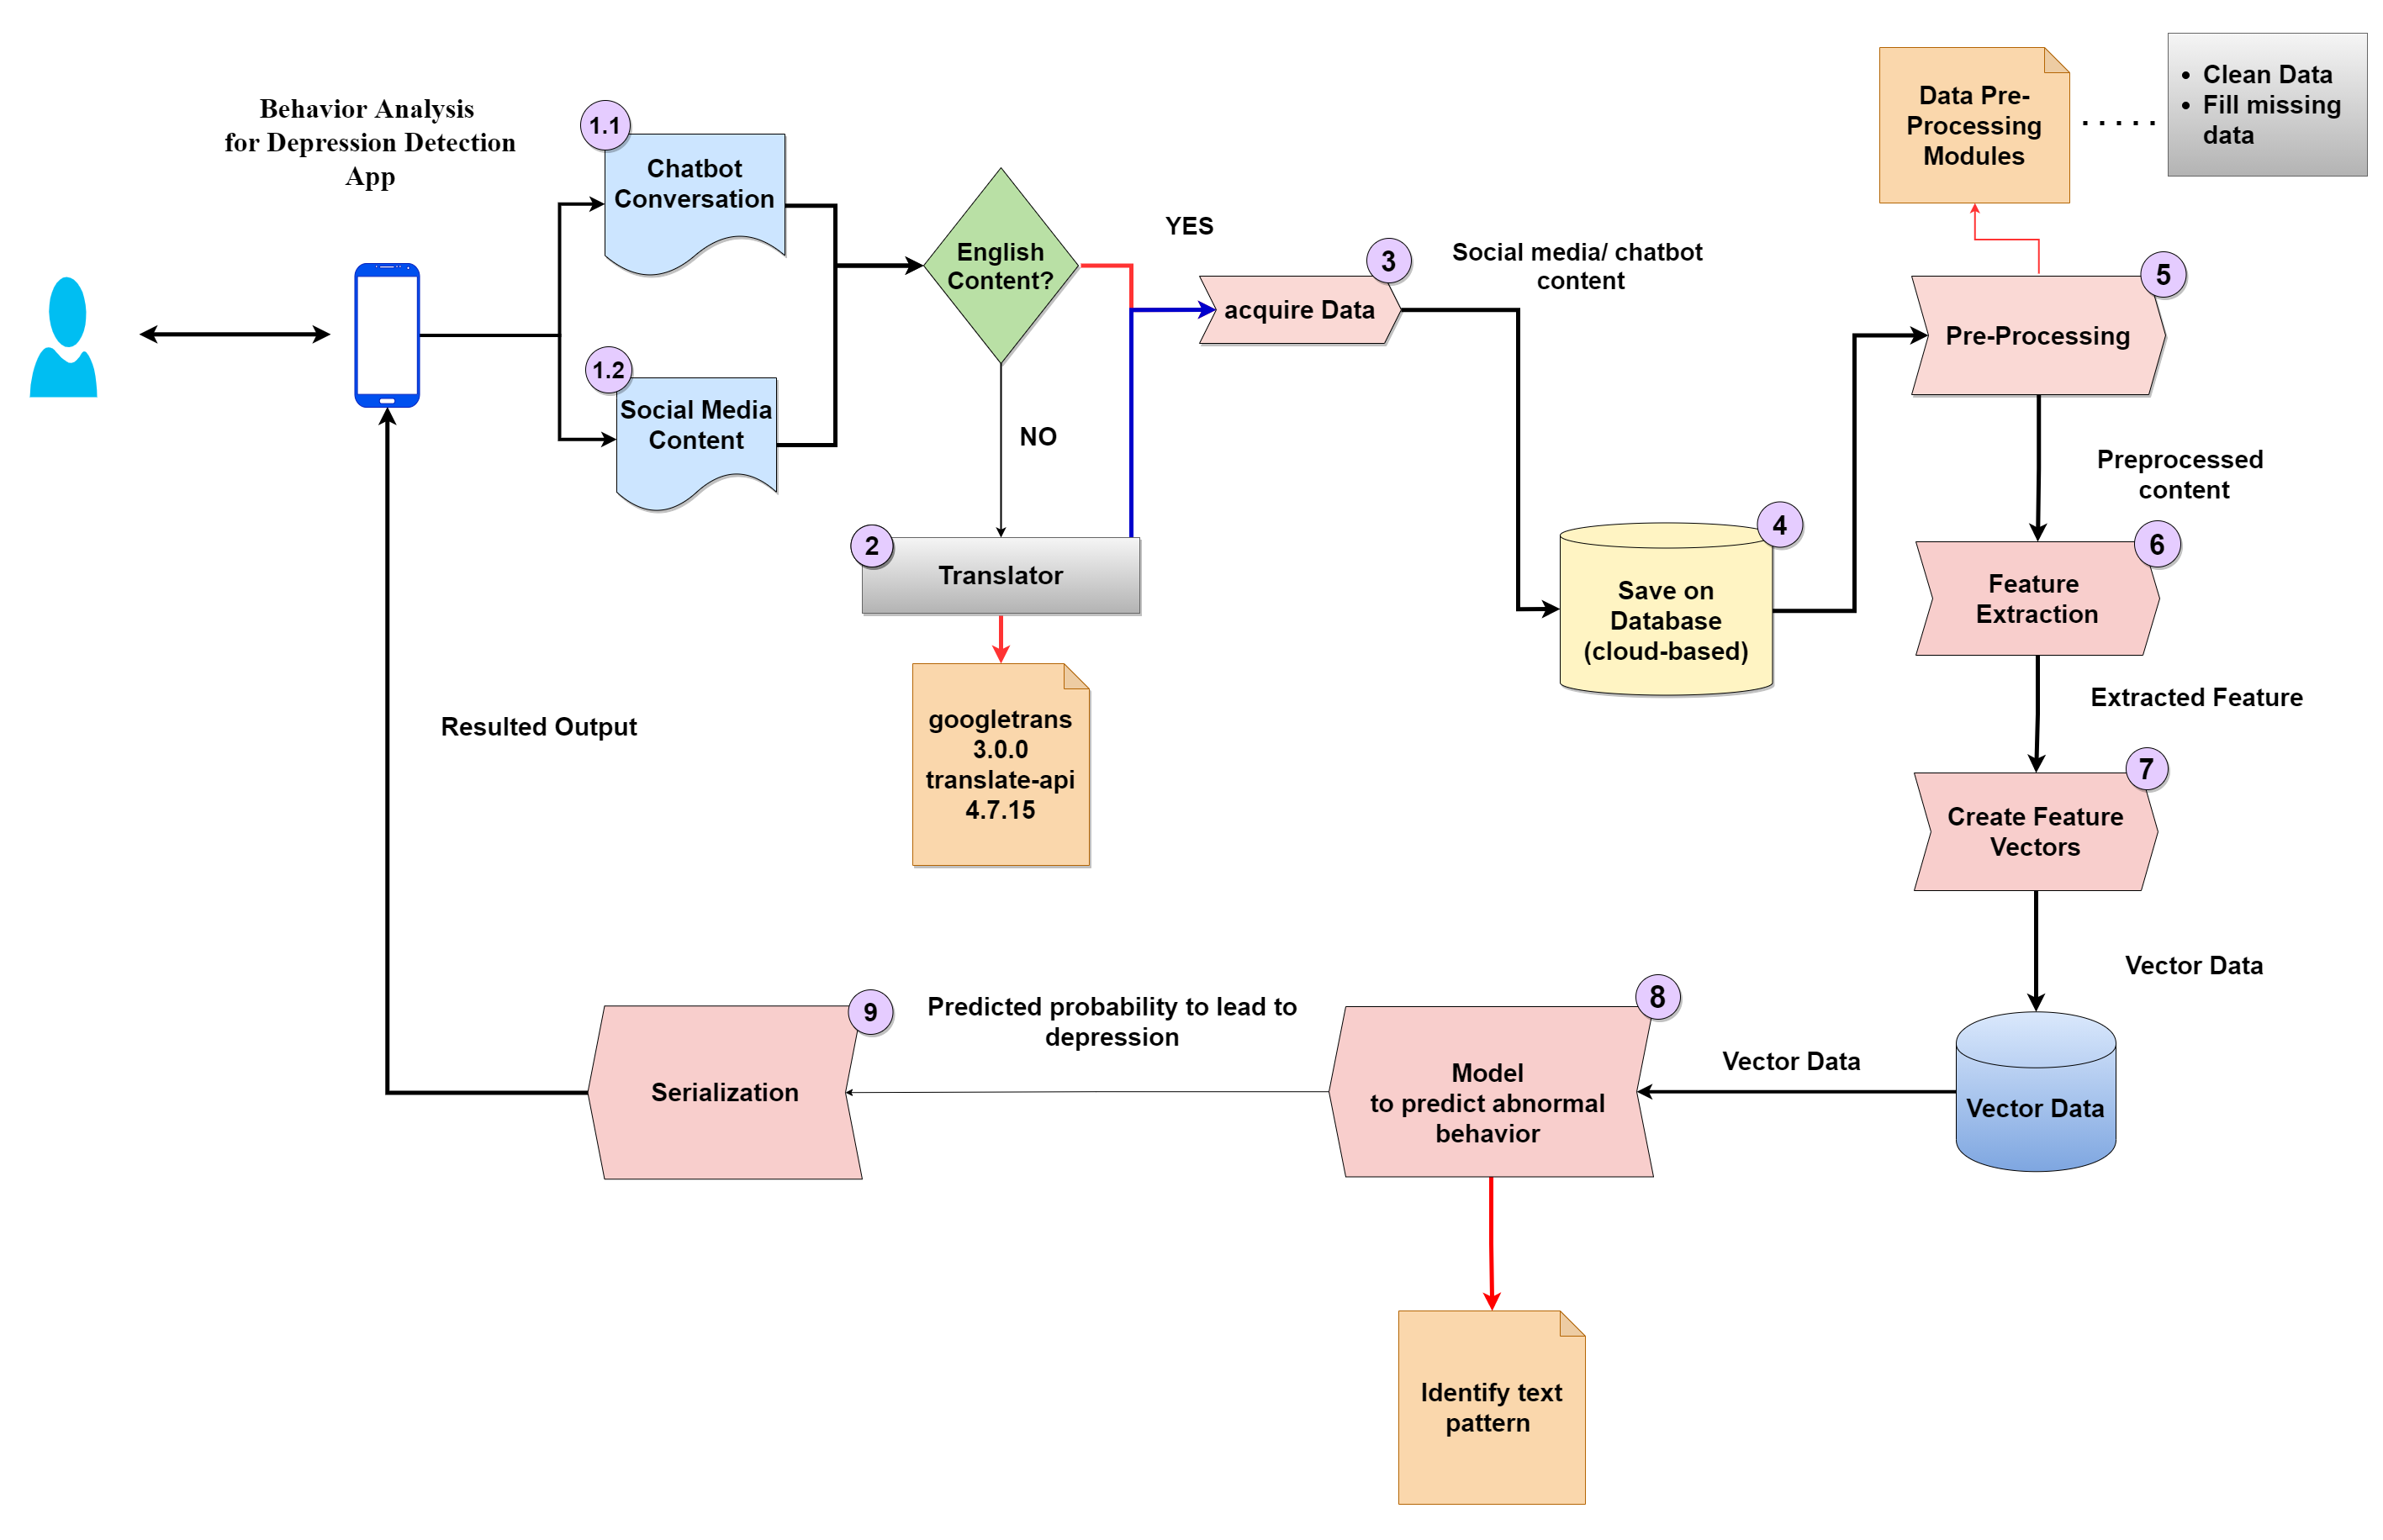 Behavior Analysis
for Depression Detection
App
1.1
Chatbot
Conversation
1.2
Social Media
Content
English
Content?
YES
NO
2
Translator
googletrans
3.0.0
translate-api
4.7.15
3
acquire Data
Social media/ chatbot
content
4
Save on
Database
(cloud-based)
Data Pre-
Processing
Modules
• Clean Data
• Fill missing
data
5
Pre-Processing
Preprocessed
content
6
Feature
Extraction
Extracted Feature
7
Create Feature
Vectors
Vector Data
Vector Data
Vector Data
8
Model
to predict abnormal
behavior
Identify text
pattern
Predicted probability to lead to
depression
9
Serialization
Resulted Output